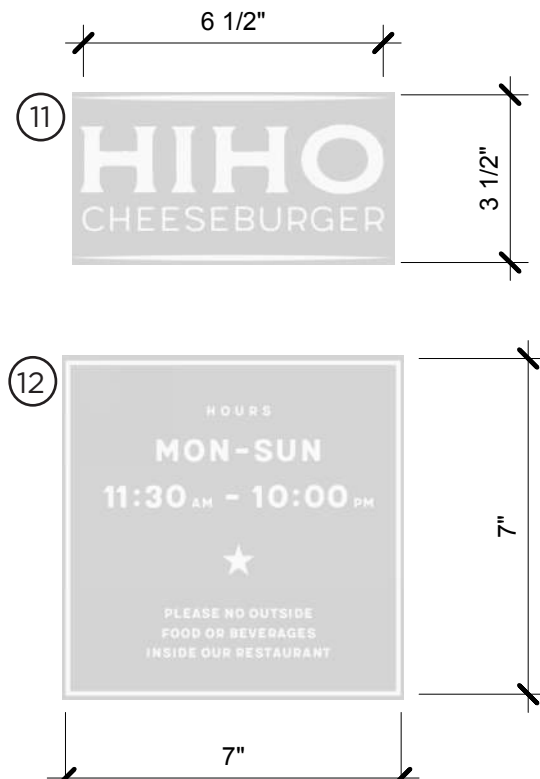 6 1/2"
11
HIHO
CHEESEBURGER
3 1/2"
12
HOURS
MON-SUN
11:30 AM - 10:00 PM
PLEASE NO OUTSIDE
FOOD OR BEVERAGES
INSIDE OUR RESTAURANT
7"
7"